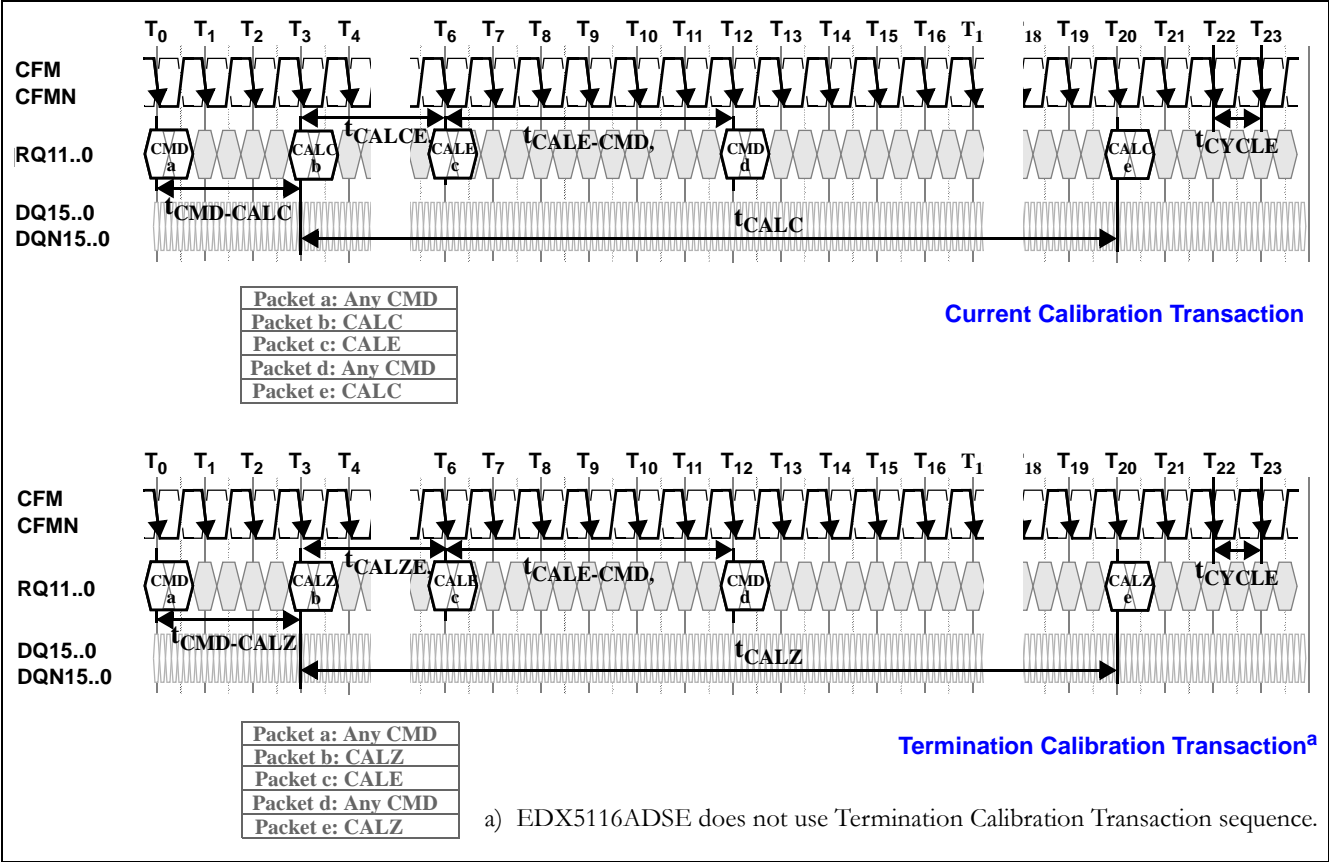 T0 T1 T2 T3 T4 T6 T7 T8 T9 T10 T11 T12 T13 T14 T15 T16 T1 18 T19 T20 T21 T22 T23
CFM
CFMN
tCALCE, tCALE-CMD, tCYCLE
RQ11..0
CMD a CALC b CALE c CMD d CALC e
tCMD-CALC
DQ15..0
DQN15..0
tCALC
Packet a: Any CMD
Packet b: CALC
Packet c: CALE
Packet d: Any CMD
Packet e: CALC
Current Calibration Transaction
T0 T1 T2 T3 T4 T6 T7 T8 T9 T10 T11 T12 T13 T14 T15 T16 T1 18 T19 T20 T21 T22 T23
CFM
CFMN
tCALZE, tCALE-CMD, tCYCLE
RQ11..0
CMD a CALZ b CALE c CMD d CALZ e
tCMD-CALZ
DQ15..0
DQN15..0
tCALZ
Packet a: Any CMD
Packet b: CALZ
Packet c: CALE
Packet d: Any CMD
Packet e: CALZ
Termination Calibration Transactiona
a) EDX5116ADSE does not use Termination Calibration Transaction sequence.